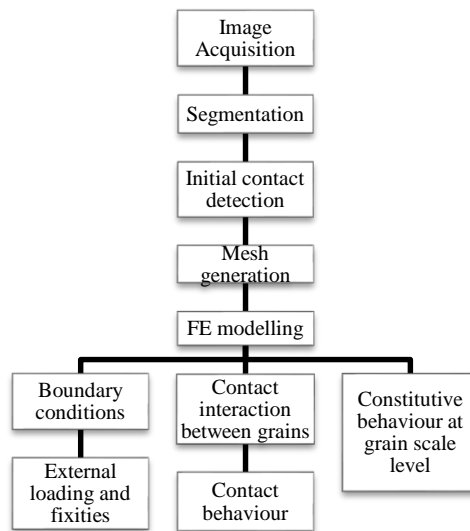 Image
Acquisition
Segmentation
Initial contact
detection
Mesh
generation
FE modelling
Boundary
conditions
External
loading and
fixities
Contact
interaction
between grains
Contact
behaviour
Constitutive
behaviour at
grain scale
level